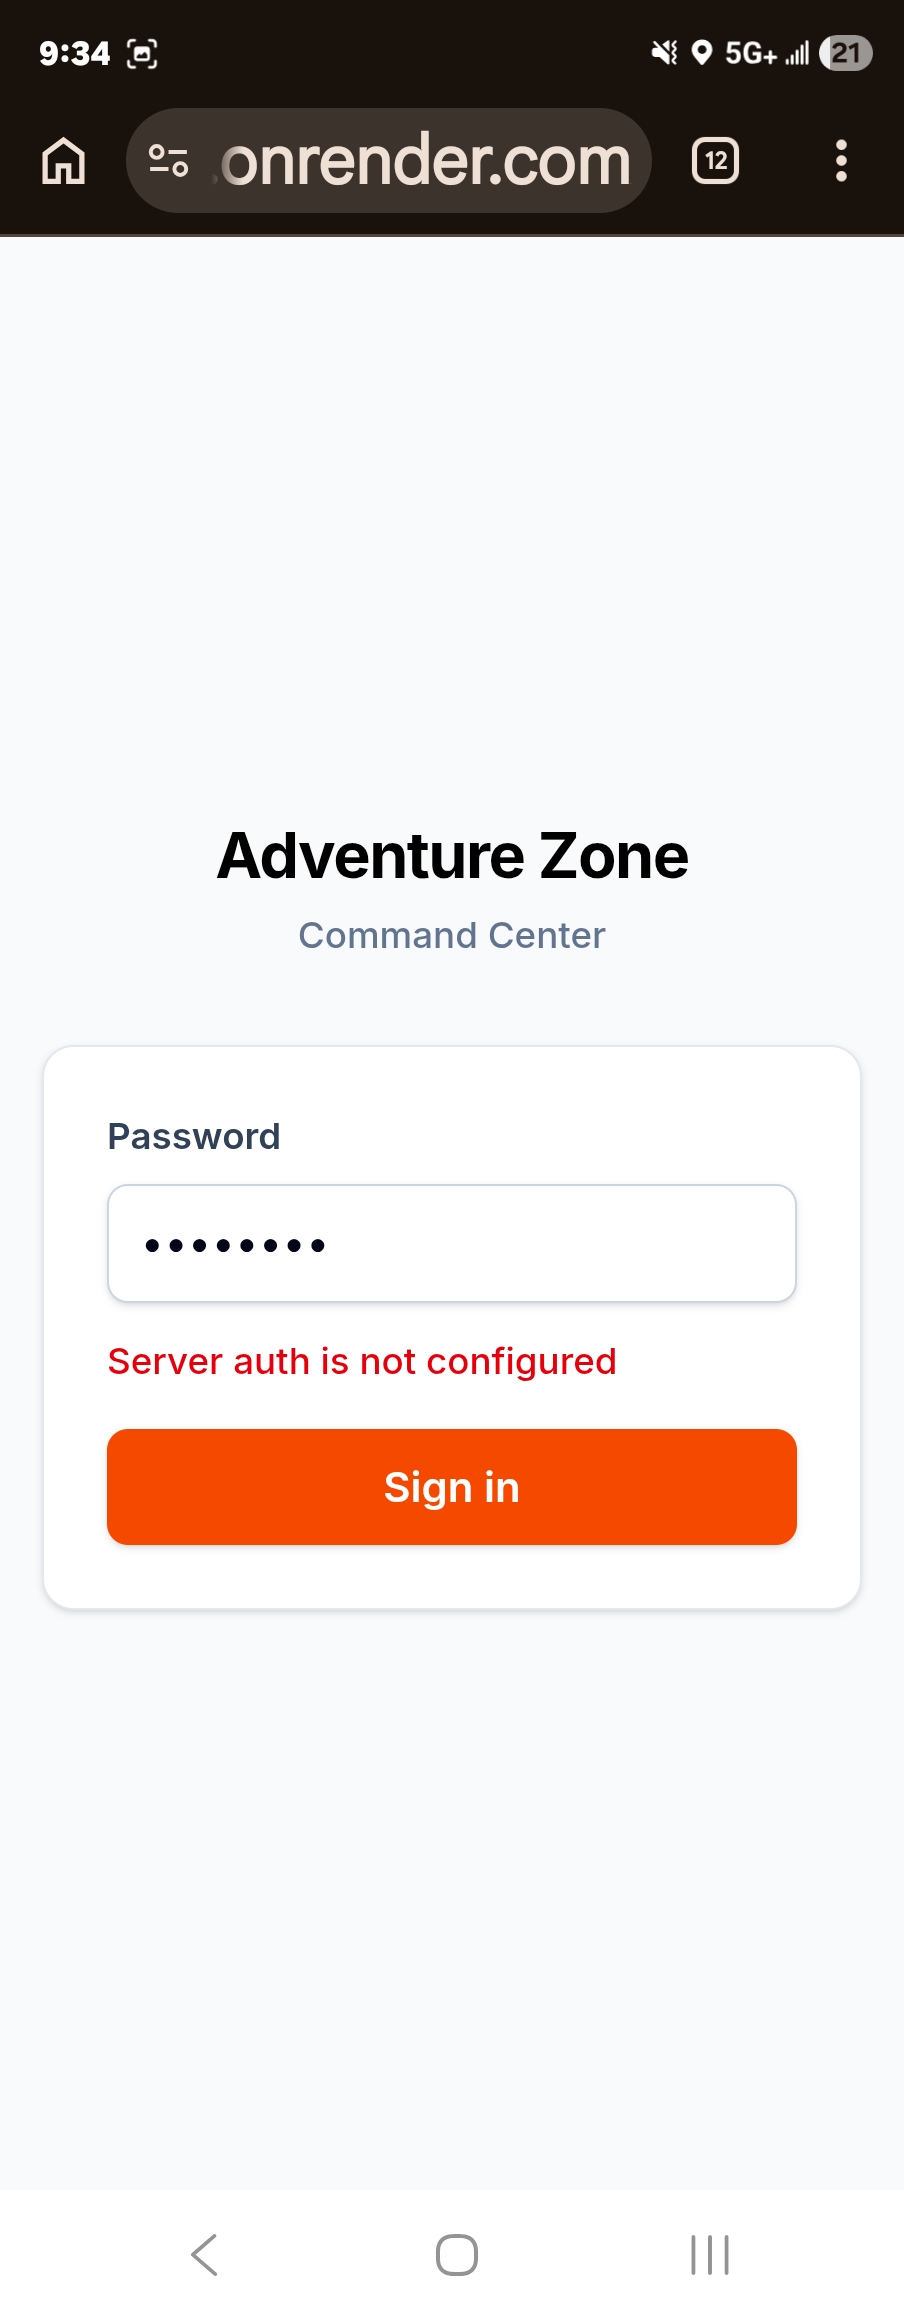 9:34
5G+
21
.onrender.com
12
Adventure Zone
Command Center
Password
Server auth is not configured
Sign in